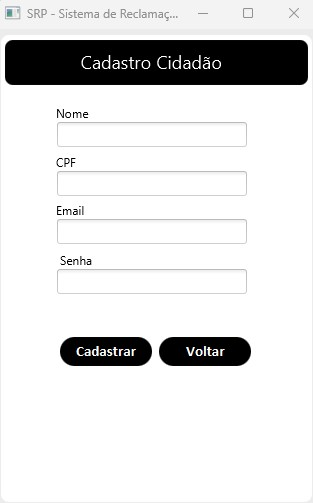 SRP - Sistema de Reclamaç...
Cadastro Cidadão
Nome
CPF
Email
Senha
Cadastrar Voltar